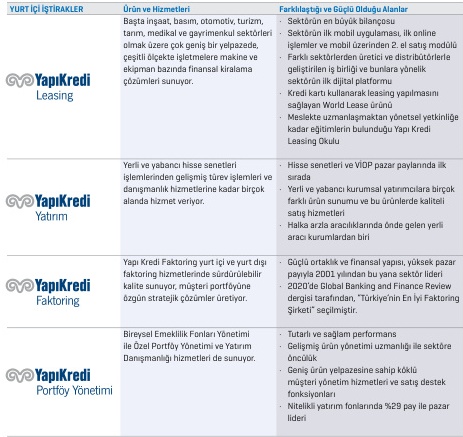 YURT İÇİ İŞTİRAKLER
Ürün ve Hizmetleri
Farklılaştığı ve Güçlü Olduğu Alanlar
YapıKredi
Leasing
Başta inşaat, basım, otomotiv, turizm,
tarım, medikal ve gayrimenkul sektörleri
olmak üzere çok geniş bir yelpazede,
çeşitli ölçekte işletmelere makine ve
ekipman bazında finansal kiralama
çözümleri sunuyor.
· Sektörün en büyük bilançosu
· Sektörün ilk mobil uygulaması, ilk online
işlemler ve mobil üzerinden 2. el satış modülü
· Farklı sektörlerden üretici ve distribütörlerle
geliştirilen iş birliği ve bunlara yönelik
sektörün ilk dijital platformu
· Kredi kartı kullanarak leasing yapılmasını
sağlayan World Lease ürünü
· Meslekte uzmanlaşmaktan yönetsel yetkinliğe
kadar eğitimlerin bulunduğu Yapı Kredi
Leasing Okulu
YapıKredi
Yatırım
Yerli ve yabancı hisse senetleri
işlemlerinden gelişmiş türev işlemleri ve
danışmanlık hizmetlerine kadar birçok
alanda hizmet veriyor.
· Hisse senetleri ve VİOP pazar paylarında ilk
sırada
· Yerli ve yabancı kurumsal yatırımcılara birçok
farklı ürün sunumu ve bu ürünlerde kaliteli
satış hizmetleri
· Halka arzla aracılıklarında önde gelen yerli
aracı kurumlardan biri
YapıKredi
Faktoring
Yapı Kredi Faktoring yurt içi ve yurt dışı
faktoring hizmetlerinde sürdürülebilir
kalite sunuyor, müşteri portföyüne
özgün stratejik çözümler üretiyor.
· Güçlü ortaklık ve finansal yapısı, yüksek pazar
payıyla 2001 yılından bu yana sektör lideri
· 2020'de Global Banking and Finance Review
dergisi tarafından, "Türkiye'nin En İyi Faktoring
Şirketi" seçilmiştir.
YapıKredi
Portföy Yönetimi
Bireysel Emeklilik Fonları Yönetimi
ile Özel Portföy Yönetimi ve Yatırım
Danışmanlığı hizmetleri de sunuyor.
· Tutarlı ve sağlam performans
· Gelişmiş ürün yönetimi uzmanlığı ile sektöre
öncülük
· Geniş ürün yelpazesine sahip köklü
müşteri yönetim hizmetleri ve satış destek
fonksiyonları
· Nitelikli yatırım fonlarında %29 pay ile pazar
lideri